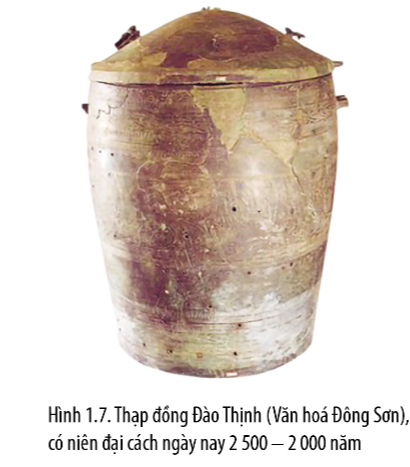 Hình 1.7. Thạp đồng Đào Thịnh (Văn hoá Đông Sơn),
có niên đại cách ngày nay 2 500 – 2 000 năm